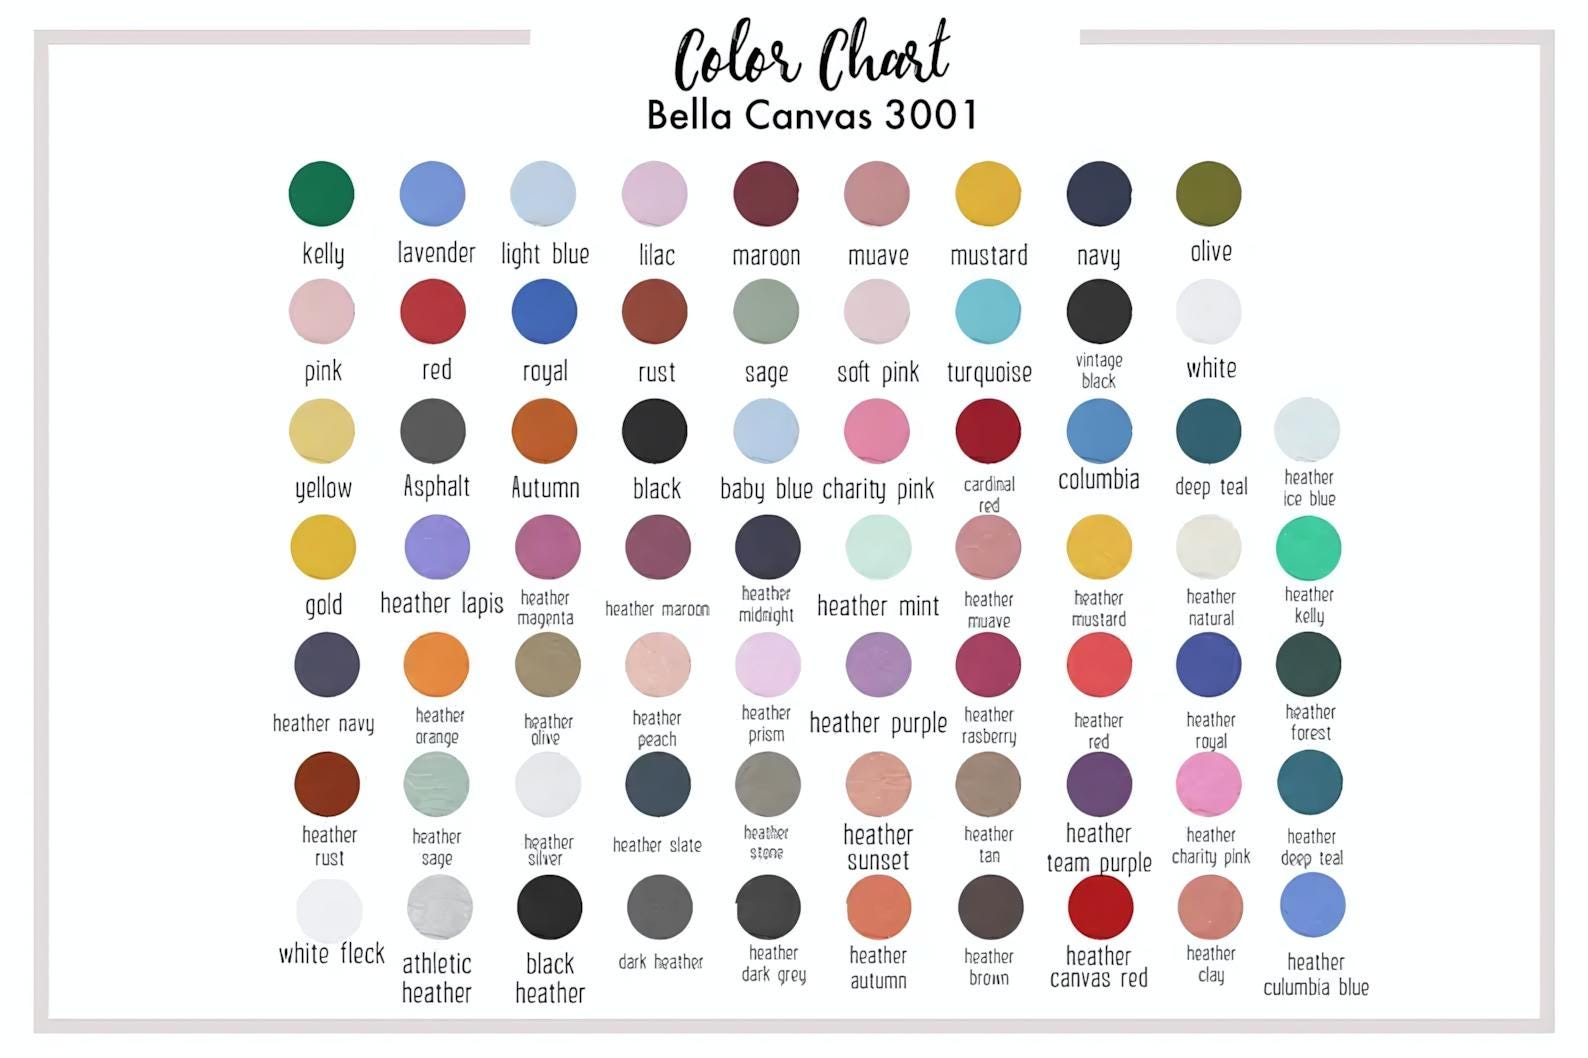 Color Chart
Bella Canvas 3001
kelly lavender light blue lilac maroon muave mustard navy olive
pink red royal rust sage soft pink turquoise vintage black white
yellow Asphalt Autumn black baby blue charity pink cardinal red columbia deep teal heather ice blue
gold heather lapis heather magenta heather maroon heather midnight heather mint heather muave heather mustard heather natural heather kelly
heather navy heather orange heather olive heather peach heather prism heather purple heather rasberry heather red heather royal heather forest
heather rust heather sage heather silver heather slate heather stone heather sunset heather tan heather team purple heather charity pink heather deep teal
white fleck athletic heather black heather dark heather heather dark grey heather autumn heather brown heather canvas red heather clay heather culumbia blue